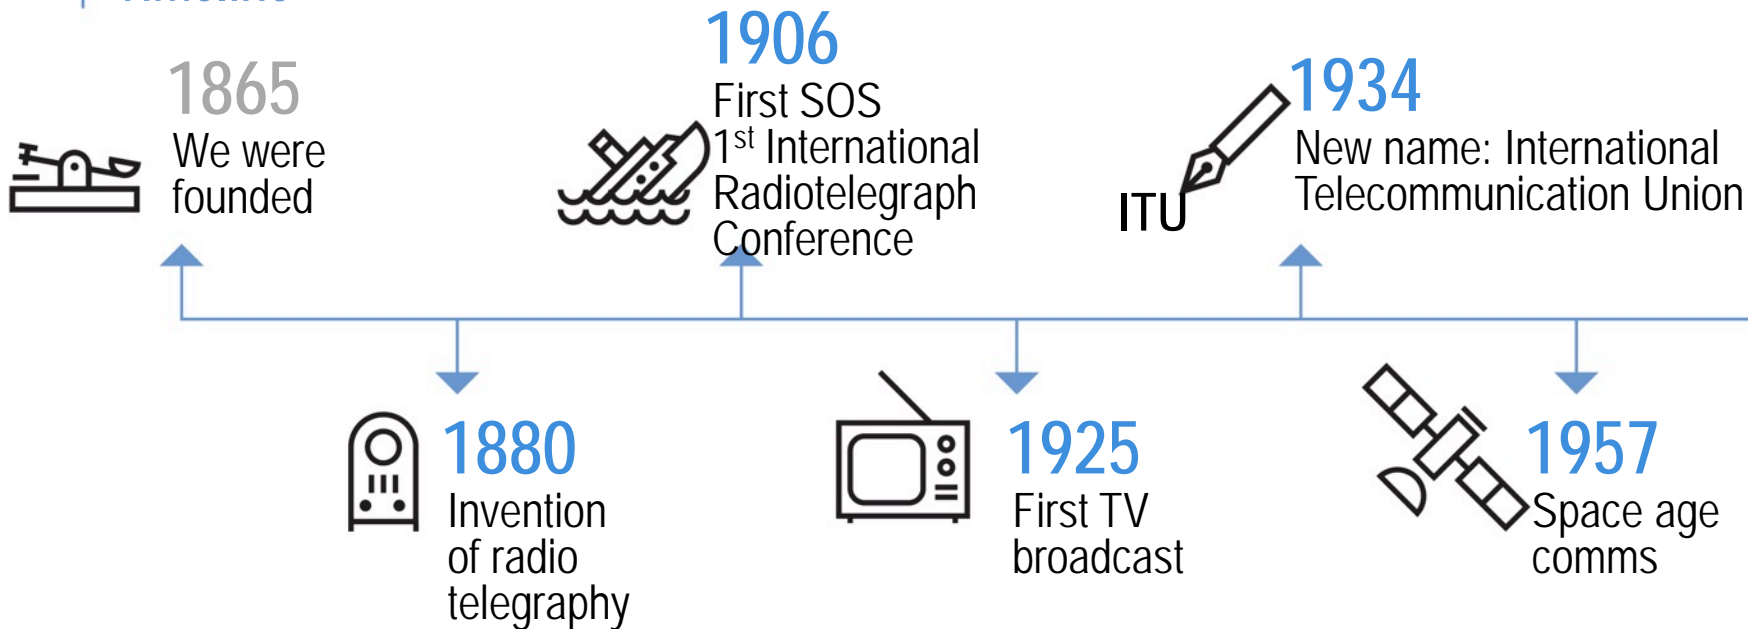 1865
We were
founded
1906
First SOS
1st International
Radiotelegraph
Conference
ITU
1934
New name: International
Telecommunication Union
1880
Invention
of radio
telegraphy
1925
First TV
broadcast
1957
Space age
comms